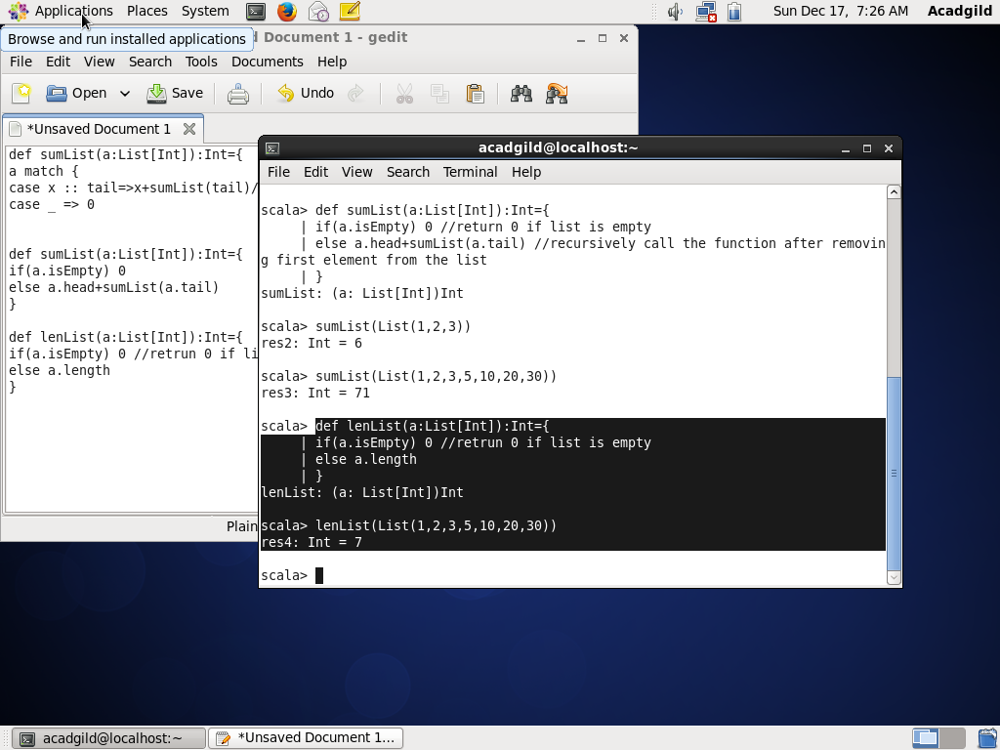 Applications Places System Sun Dec 17, 7:26 AM Acadgild
Browse and run installed applications
d Document 1 - gedit
File Edit View Search Tools Documents Help
Open Save Undo
*Unsaved Document 1
def sumList(a:List[Int]):Int={
a match {
case x :: tail=>x+sumList(tail)/
case _ => 0
def sumList(a:List[Int]):Int={
if(a.isEmpty) 0
else a.head+sumList(a.tail)
}
def lenList(a:List[Int]):Int={
if(a.isEmpty) 0 //retrun 0 if li
else a.length
}
Plain
acadgild@localhost:~
File Edit View Search Terminal Help
scala> def sumList(a:List[Int]):Int={
| if(a.isEmpty) 0 //return 0 if list is empty
| else a.head+sumList(a.tail) //recursively call the function after removin
g first element from the list
| }
sumList: (a: List[Int])Int
scala> sumList(List(1,2,3))
res2: Int = 6
scala> sumList(List(1,2,3,5,10,20,30))
res3: Int = 71
scala> def lenList(a:List[Int]):Int={
| if(a.isEmpty) 0 //retrun 0 if list is empty
| else a.length
| }
lenList: (a: List[Int])Int
scala> lenList(List(1,2,3,5,10,20,30))
res4: Int = 7
scala>
acadgild@localhost:~ *Unsaved Document 1...